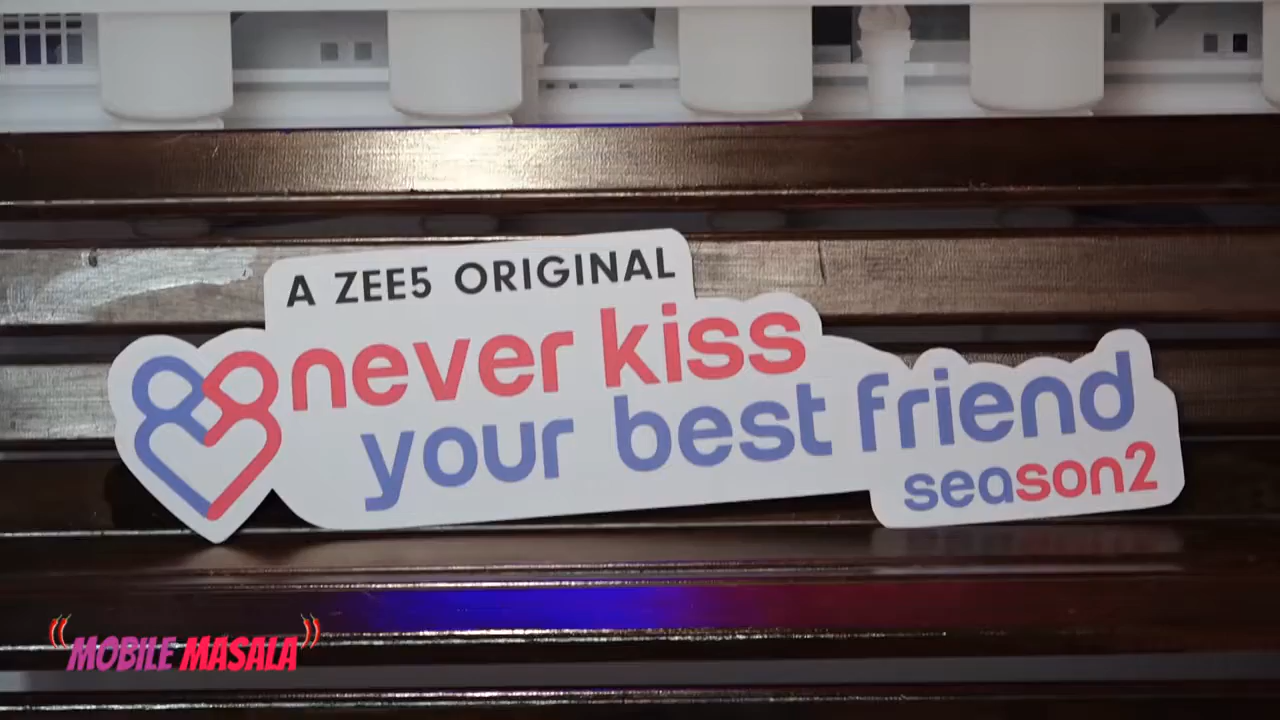 A ZEE5 ORIGINAL
never kiss
your best friend
season2
MOBILE MASALA